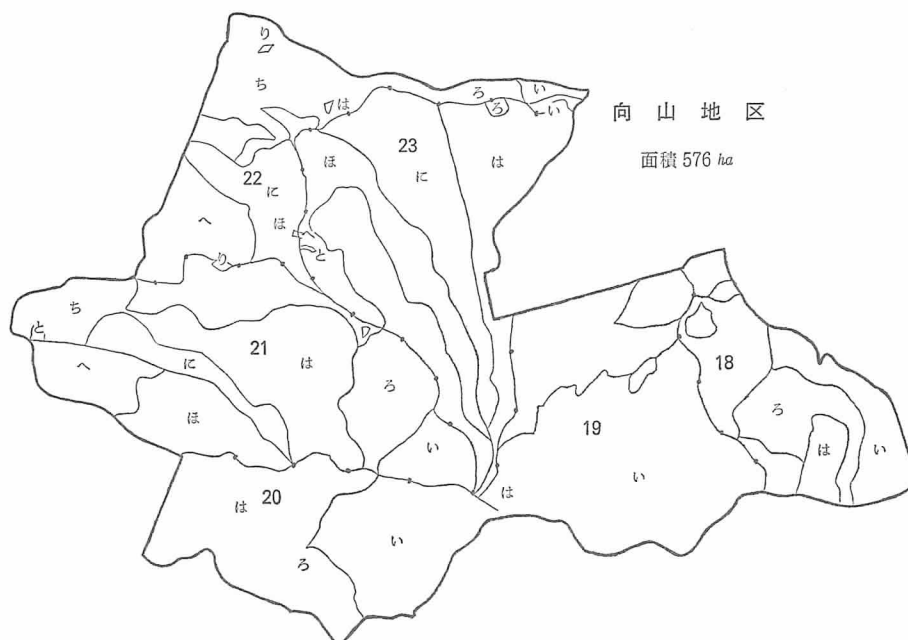 向山地区
面積 576 ha
り
ち
は
ろ
い
ろ
い
23
ほ
は
22
に
に
ほ
へ
へ
と
り
ち
18
と
21
は
に
ろ
へ
ろ
ほ
19
い
は
い
は
い
20
は
い
ろ